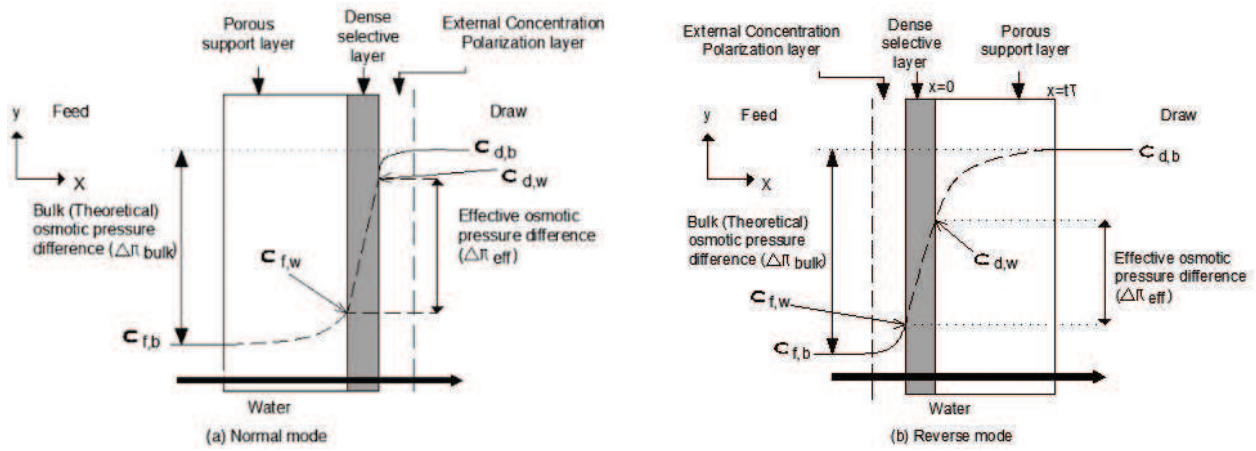 Porous
support layer
Dense
selective
layer
External Concentration
Polarization layer
y
Feed
Draw
X
C d,b
C d,w
Bulk (Theoretical)
osmotic pressure
difference (△π bulk)
Effective osmotic
pressure difference
(△π eff)
C f,w
C f,b
Water
(a) Normal mode
External Concentration
Polarization layer
Dense
selective
layer
Porous
support layer
x=0
x=tτ
y
Feed
Draw
X
C d,b
Bulk (Theoretical)
osmotic pressure
difference (△π bulk)
C d,w
Effective osmotic
pressure difference
(△π eff)
C f,w
C f,b
Water
(b) Reverse mode